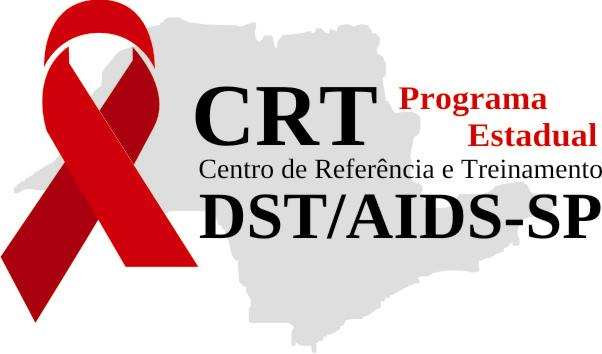 CRT Programa
Estadual
Centro de Referência e Treinamento
DST/AIDS-SP